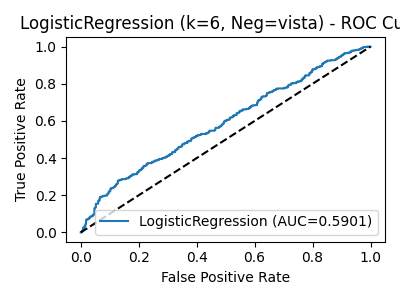 LogisticRegression (k=6, Neg=vista) - ROC Cu
1.0
0.8
0.6
0.4
0.2
0.0
True Positive Rate
LogisticRegression (AUC=0.5901)
0.0 0.2 0.4 0.6 0.8 1.0
False Positive Rate